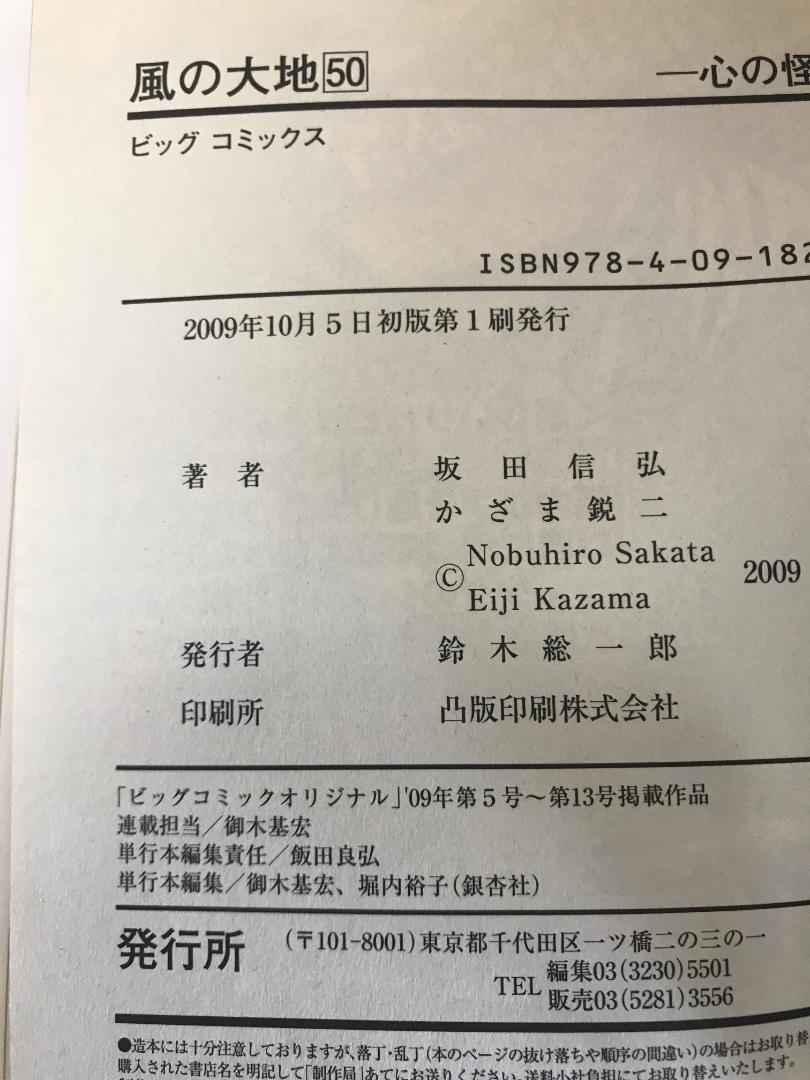 風の大地50 ―心の怪
ビッグ コミックス
ISBN978-4-09-182
2009年10月5日初版第1刷発行
著者 坂田信弘
かざま鋭二
©Nobuhiro Sakata 2009
Eiji Kazama
発行者 鈴木総一郎
印刷所 凸版印刷株式会社
「ビッグコミックオリジナル」'09年第5号～第13号掲載作品
連載担当／御木基宏
単行本編集責任／飯田良弘
単行本編集／御木基宏、堀内裕子(銀杏社)
発行所 (〒101-8001)東京都千代田区一ツ橋二の三の一
TEL 編集03(3230)5501
販売03(5281)3556
●造本には十分注意しておりますが、落丁・乱丁(本のページの抜け落ちや順序の間違い)の場合はお取り替
購入された書店名を明記して「制作局」あてにお送りください。送料小社負担にてお取り替えいたします。